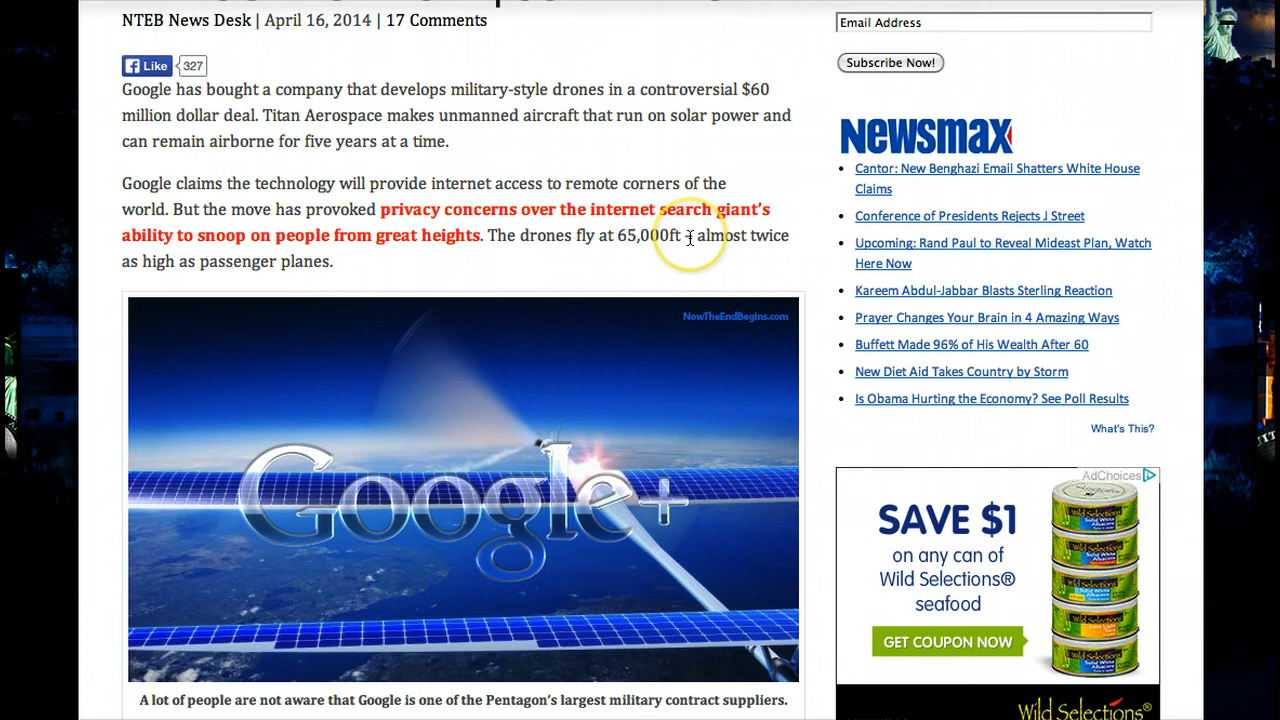 NTEB News Desk | April 16, 2014 | 17 Comments
Like 327
Google has bought a company that develops military-style drones in a controversial $60
million dollar deal. Titan Aerospace makes unmanned aircraft that run on solar power and
can remain airborne for five years at a time.
Google claims the technology will provide internet access to remote corners of the
world. But the move has provoked privacy concerns over the internet search giant's
ability to snoop on people from great heights. The drones fly at 65,000ft - almost twice
as high as passenger planes.
NowTheEndBegins.com
Google+
A lot of people are not aware that Google is one of the Pentagon's largest military contract suppliers.
Email Address
Subscribe Now!
Newsmax
• Cantor: New Benghazi Email Shatters White House
Claims
• Conference of Presidents Rejects J Street
• Upcoming: Rand Paul to Reveal Mideast Plan, Watch
Here Now
• Kareem Abdul-Jabbar Blasts Sterling Reaction
• Prayer Changes Your Brain in 4 Amazing Ways
• Buffett Made 96% of His Wealth After 60
• New Diet Aid Takes Country by Storm
• Is Obama Hurting the Economy? See Poll Results
What's This?
AdChoices
SAVE $1
on any can of
Wild Selections®
seafood
GET COUPON NOW
Wild Selections®